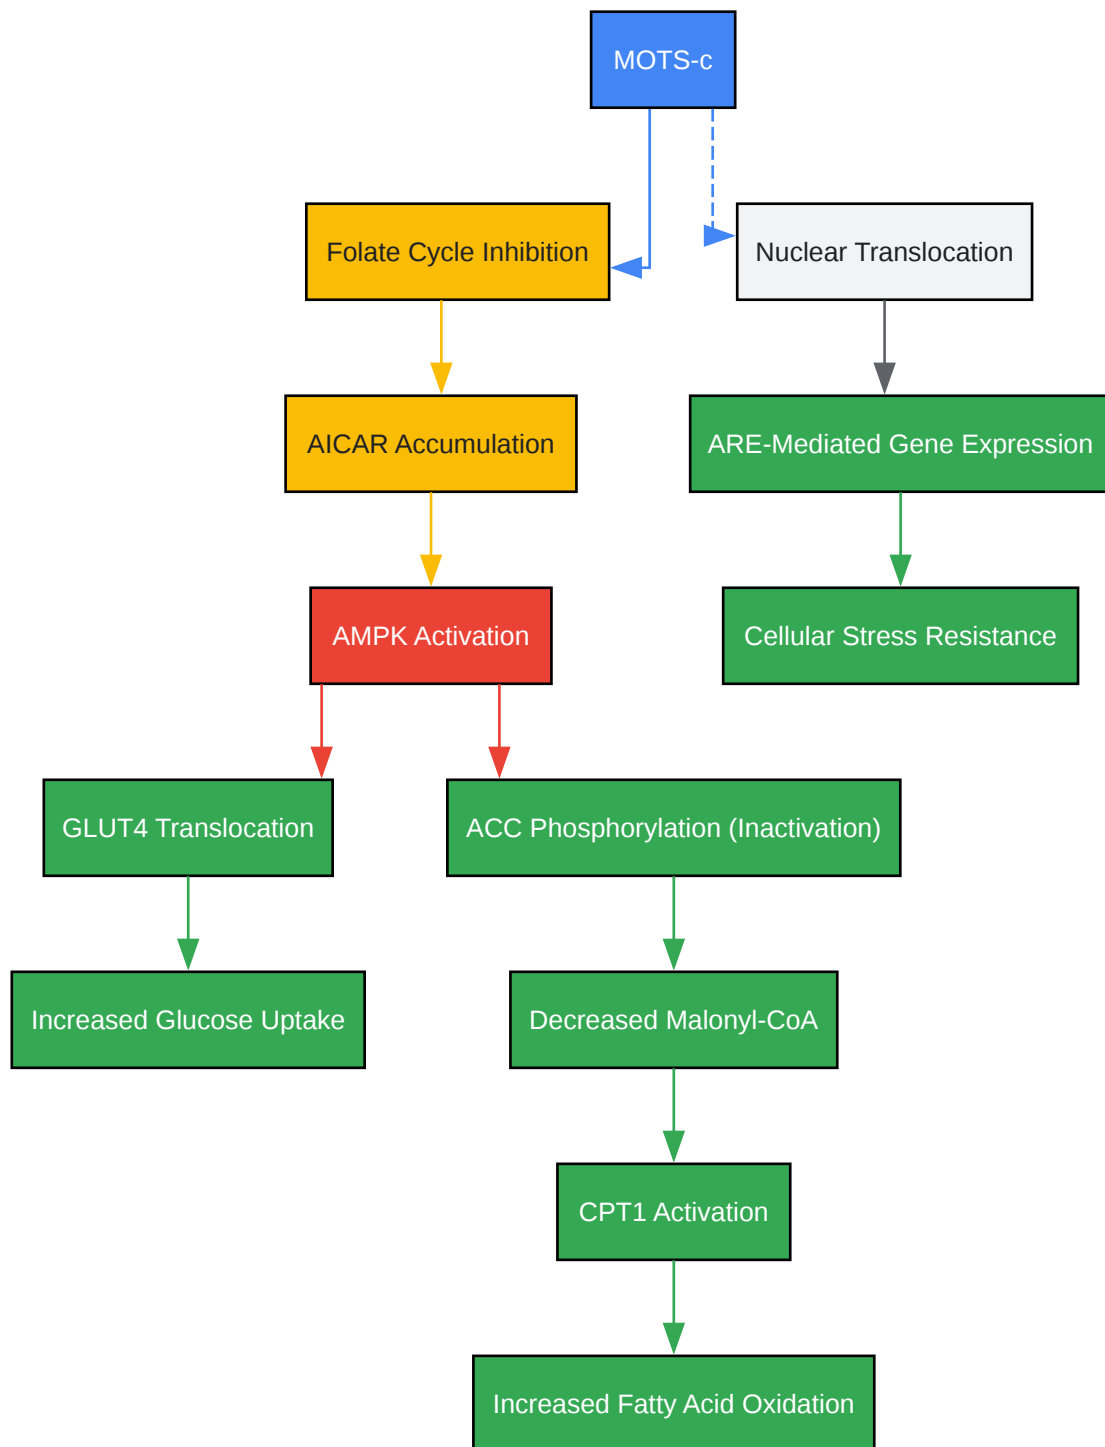 MOTS-c
Folate Cycle Inhibition
Nuclear Translocation
AICAR Accumulation
ARE-Mediated Gene Expression
AMPK Activation
Cellular Stress Resistance
GLUT4 Translocation
ACC Phosphorylation (Inactivation)
Increased Glucose Uptake
Decreased Malonyl-CoA
CPT1 Activation
Increased Fatty Acid Oxidation